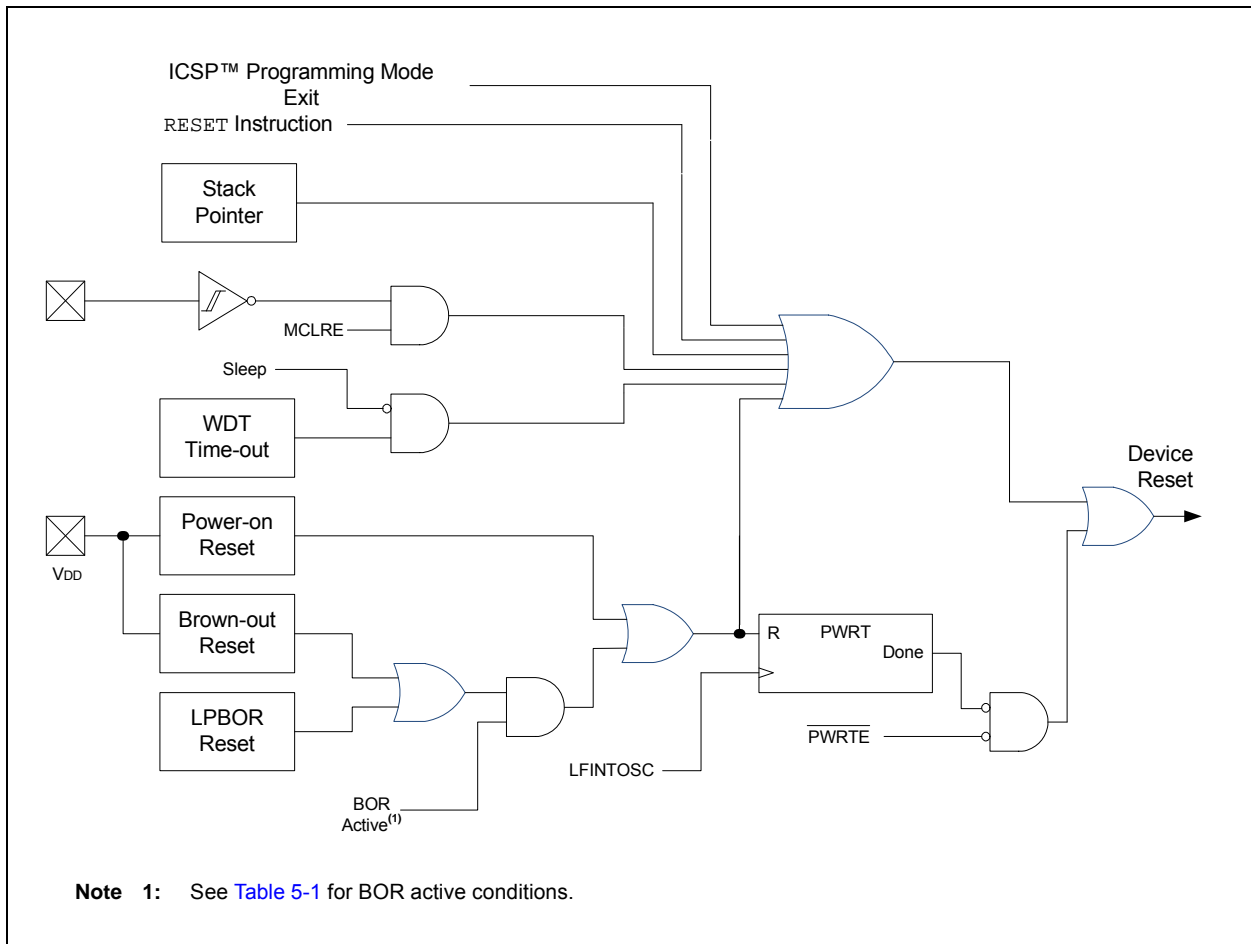 ICSP™ Programming Mode
Exit
RESET Instruction
Stack
Pointer
MCLRE
Sleep
WDT
Time-out
Device
Reset
Power-on
Reset
VDD
Brown-out
Reset
R PWRT
Done
LPBOR
Reset
PWRTE
LFINTOSC
BOR
Active(1)
Note 1: See Table 5-1 for BOR active conditions.